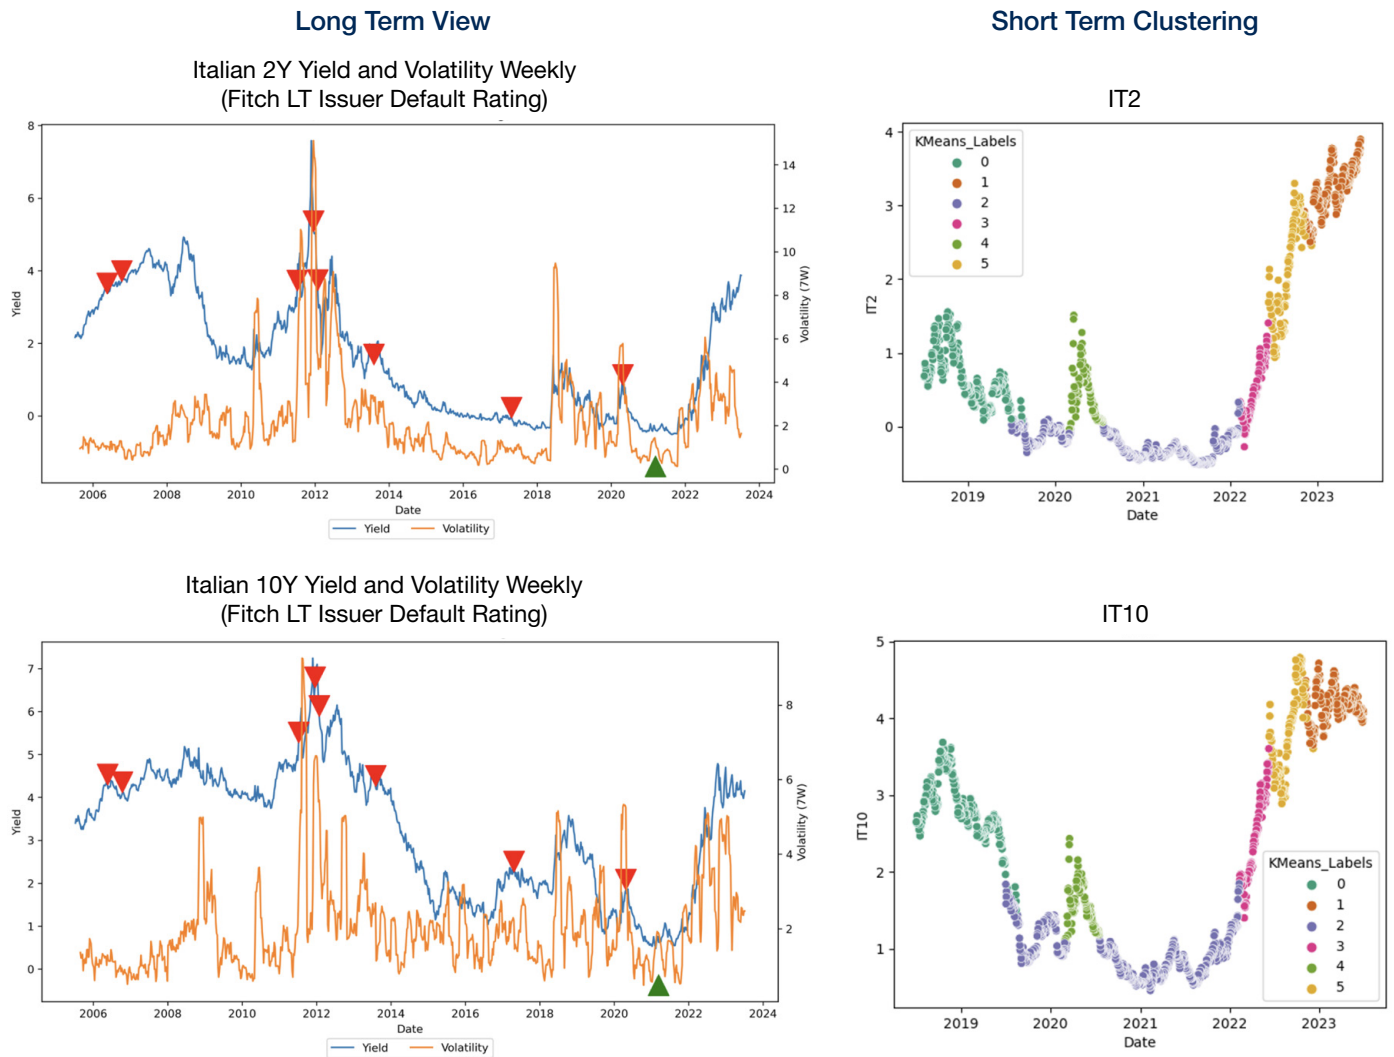 Long Term View
Short Term Clustering
Italian 2Y Yield and Volatility Weekly
(Fitch LT Issuer Default Rating)
8
6
4
2
0
Yield
14
12
10
8
6
4
2
0
Volatility (7W)
2006 2008 2010 2012 2014 2016 2018 2020 2022 2024
Date
Yield Volatility
IT2
KMeans_Labels
0
1
2
3
4
5
4
3
2
1
0
IT2
2019 2020 2021 2022 2023
Date
Italian 10Y Yield and Volatility Weekly
(Fitch LT Issuer Default Rating)
7
6
5
4
3
2
1
0
Yield
8
6
4
2
Volatility (7W)
2006 2008 2010 2012 2014 2016 2018 2020 2022 2024
Date
Yield Volatility
IT10
5
4
3
2
1
IT10
KMeans_Labels
0
1
2
3
4
5
2019 2020 2021 2022 2023
Date